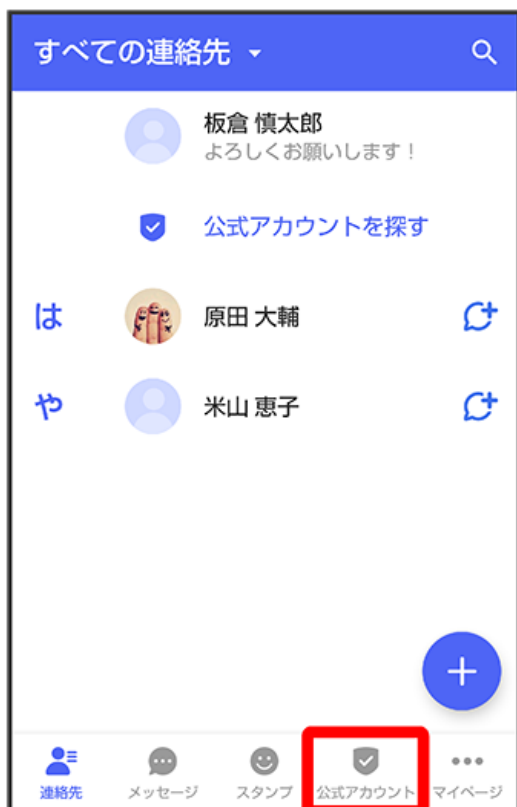 すべての連絡先
板倉 慎太郎
よろしくお願いします！
公式アカウントを探す
は
原田 大輔
や
米山 恵子
連絡先
メッセージ
スタンプ
公式アカウント
マイページ